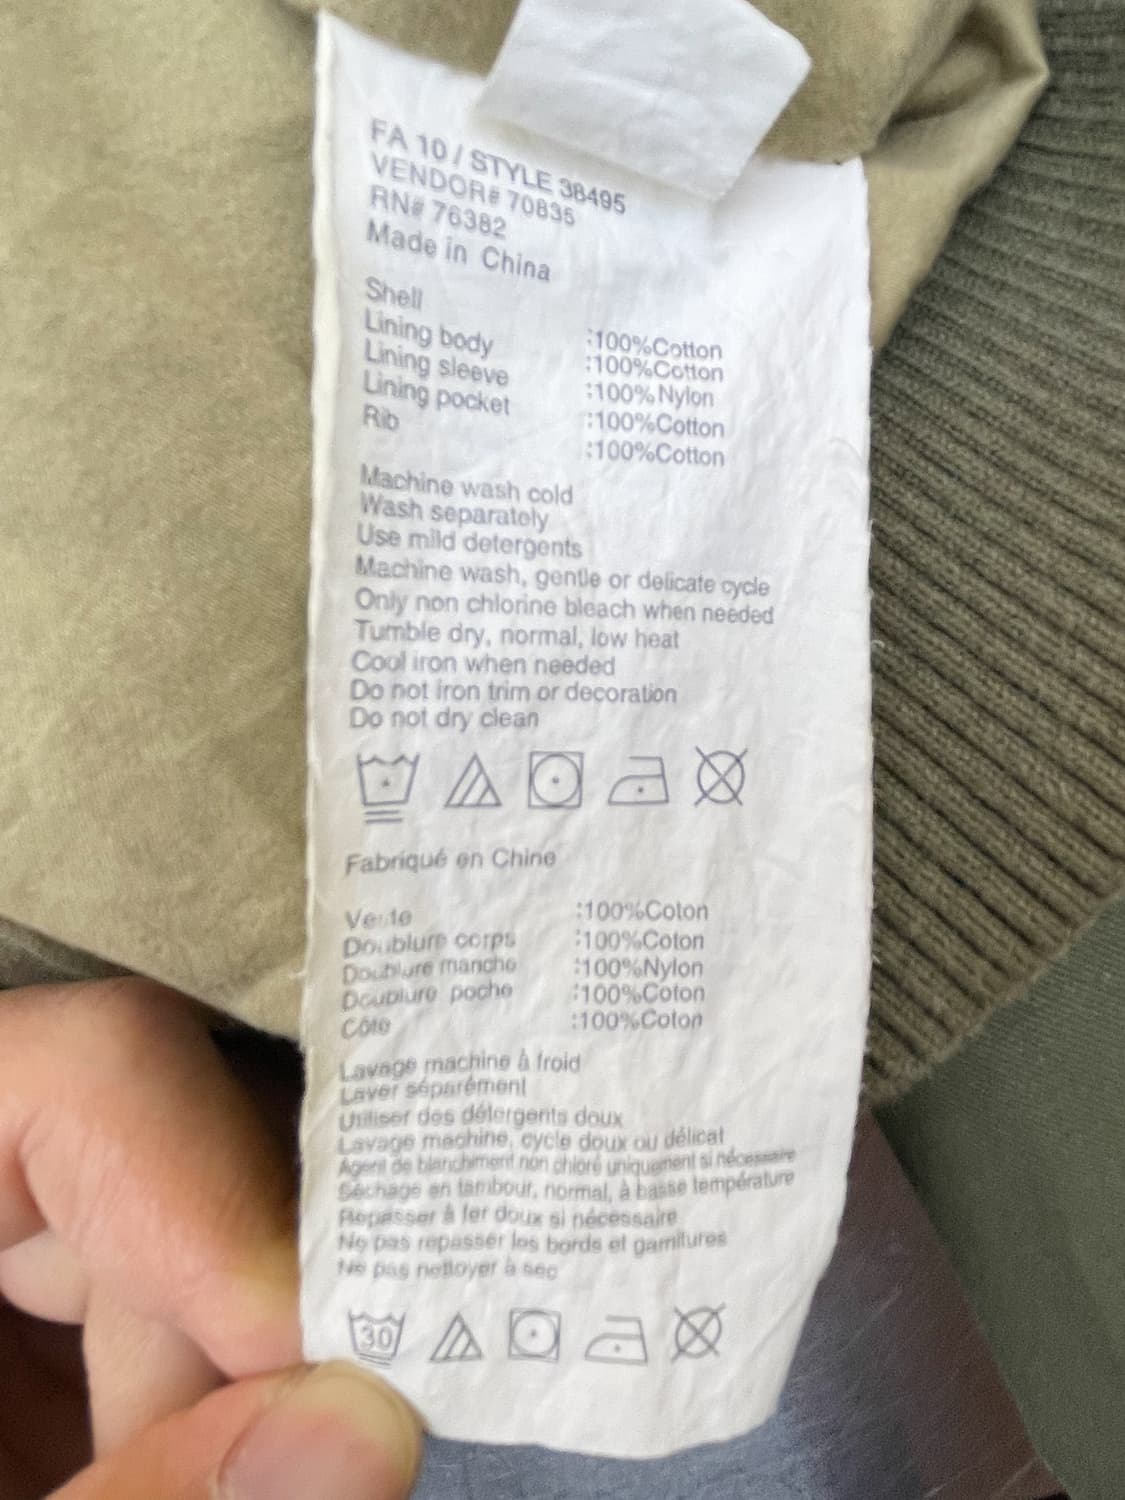 FA 10 / STYLE 38495
VENDOR# 70835
RN# 76382
Made in China
Shell :100%Cotton
Lining body :100%Cotton
Lining sleeve :100%Nylon
Lining pocket :100%Cotton
Rib :100%Cotton
Machine wash cold
Wash separately
Use mild detergents
Machine wash, gentle or delicate cycle
Only non chlorine bleach when needed
Tumble dry, normal, low heat
Cool iron when needed
Do not iron trim or decoration
Do not dry clean
Fabriqué en Chine
:100%Coton
Doublure corps :100%Coton
Doublure manche :100%Nylon
Doublure poche :100%Coton
Côte :100%Coton
Lavage machine à froid
Laver séparément
Utiliser des détergents doux
Lavage machine, cycle doux ou délicat
Agent de blanchiment non chloré uniquement si nécessaire
Séchage en tambour, normal, à basse température
Repasser à fer doux si nécessaire
Ne pas repasser les bords et garnitures
Ne pas nettoyer à sec
30